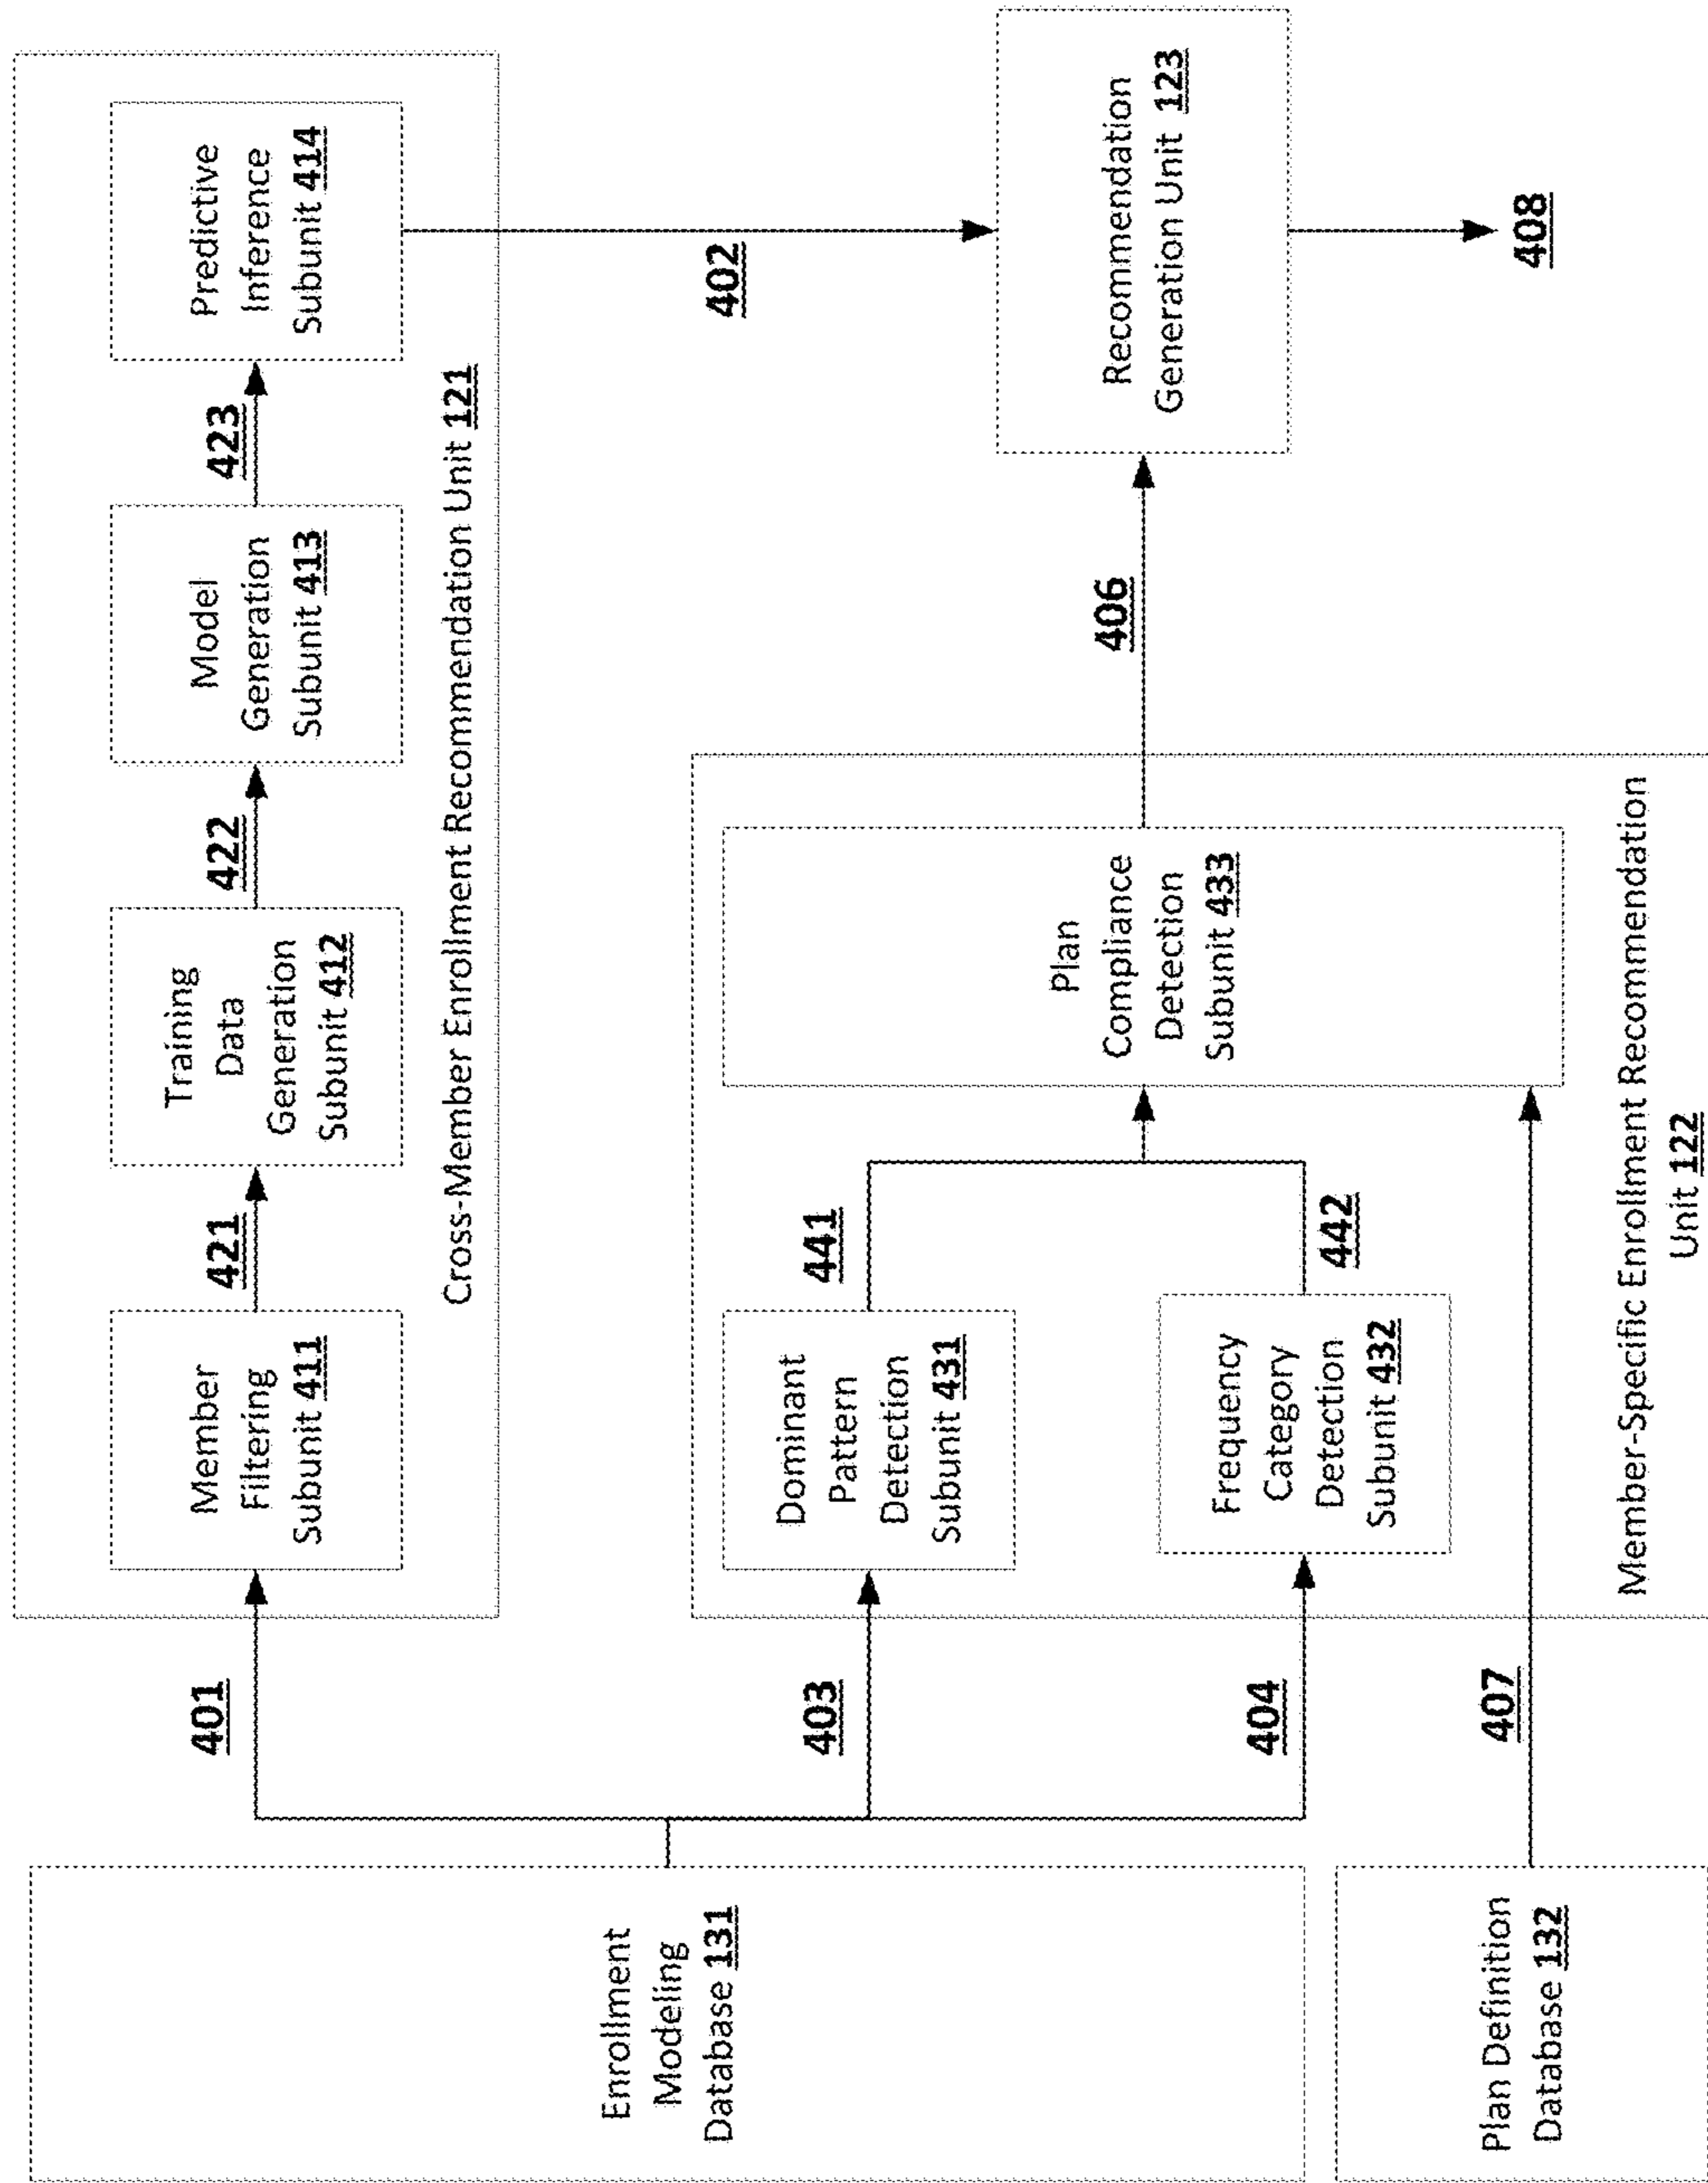 Enrollment
Modeling
Database 131
Plan Definition
Database 132
401
403
404
407
Member
Filtering
Subunit 411
421
Training
Data
Generation
Subunit 412
422
Model
Generation
Subunit 413
423
Predictive
Inference
Subunit 414
Cross-Member Enrollment Recommendation Unit 121
Dominant
Pattern
Detection
Subunit 431
441
Frequency
Category
Detection
Subunit 432
442
Plan
Compliance
Detection
Subunit 433
Member-Specific Enrollment Recommendation
Unit 122
402
406
Recommendation
Generation Unit 123
408